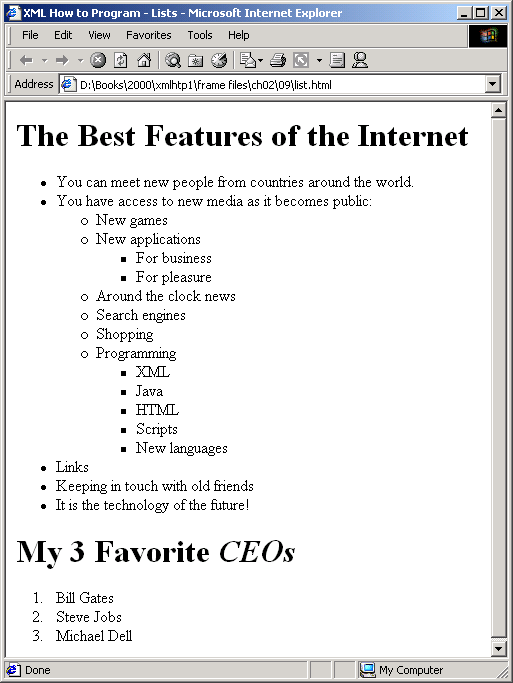 XML How to Program - Lists - Microsoft Internet Explorer
File Edit View Favorites Tools Help
Address D:\Books\2000\xmlhtp1\frame files\ch02\09\list.html
The Best Features of the Internet
You can meet new people from countries around the world.
You have access to new media as it becomes public:
New games
New applications
For business
For pleasure
Around the clock news
Search engines
Shopping
Programming
XML
Java
HTML
Scripts
New languages
Links
Keeping in touch with old friends
It is the technology of the future!
My 3 Favorite CEOs
1. Bill Gates
2. Steve Jobs
3. Michael Dell
Done My Computer